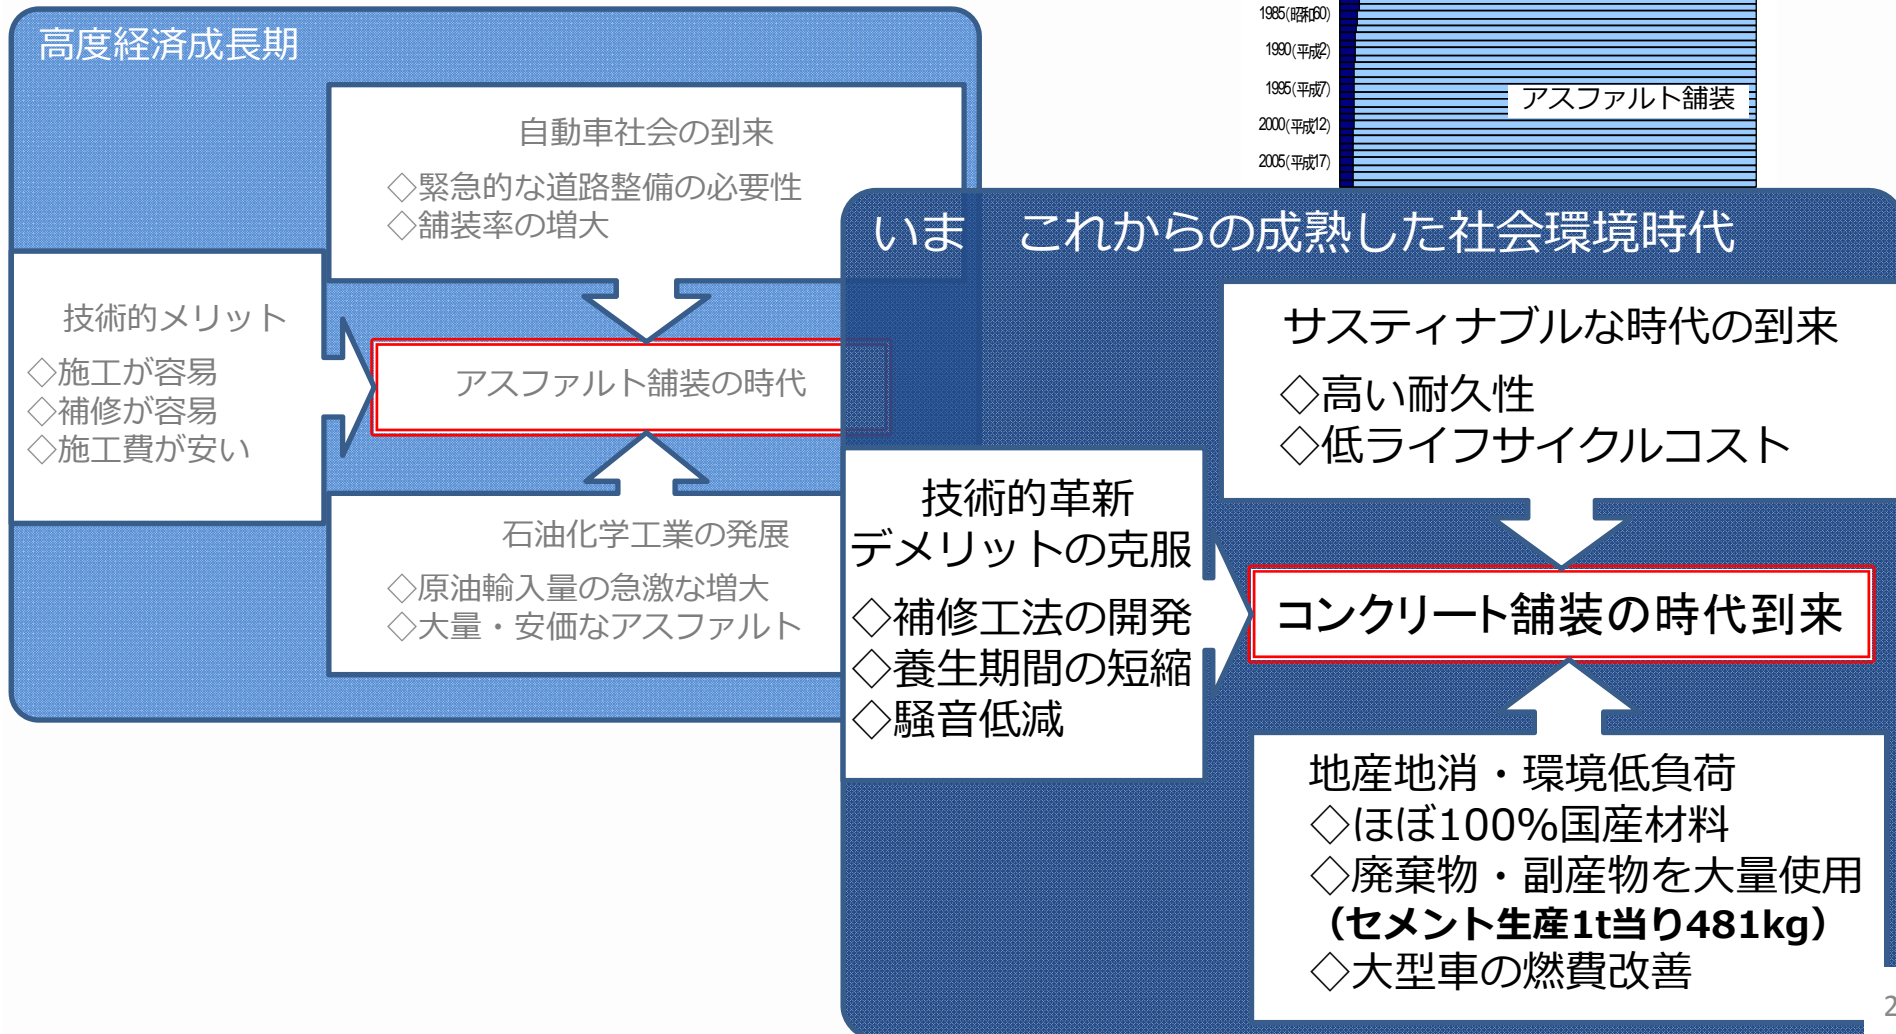 1985(昭和60)
1990(平成2)
1995(平成7)
2000(平成12)
2005(平成17)
アスファルト舗装
高度経済成長期
自動車社会の到来
◇緊急的な道路整備の必要性
◇舗装率の増大
技術的メリット
◇施工が容易
◇補修が容易
◇施工費が安い
アスファルト舗装の時代
石油化学工業の発展
◇原油輸入量の急激な増大
◇大量・安価なアスファルト
いま　これからの成熟した社会環境時代
サスティナブルな時代の到来
◇高い耐久性
◇低ライフサイクルコスト
技術的革新
デメリットの克服
◇補修工法の開発
◇養生期間の短縮
◇騒音低減
コンクリート舗装の時代到来
地産地消・環境低負荷
◇ほぼ100%国産材料
◇廃棄物・副産物を大量使用
（セメント生産1t当り481kg）
◇大型車の燃費改善
2